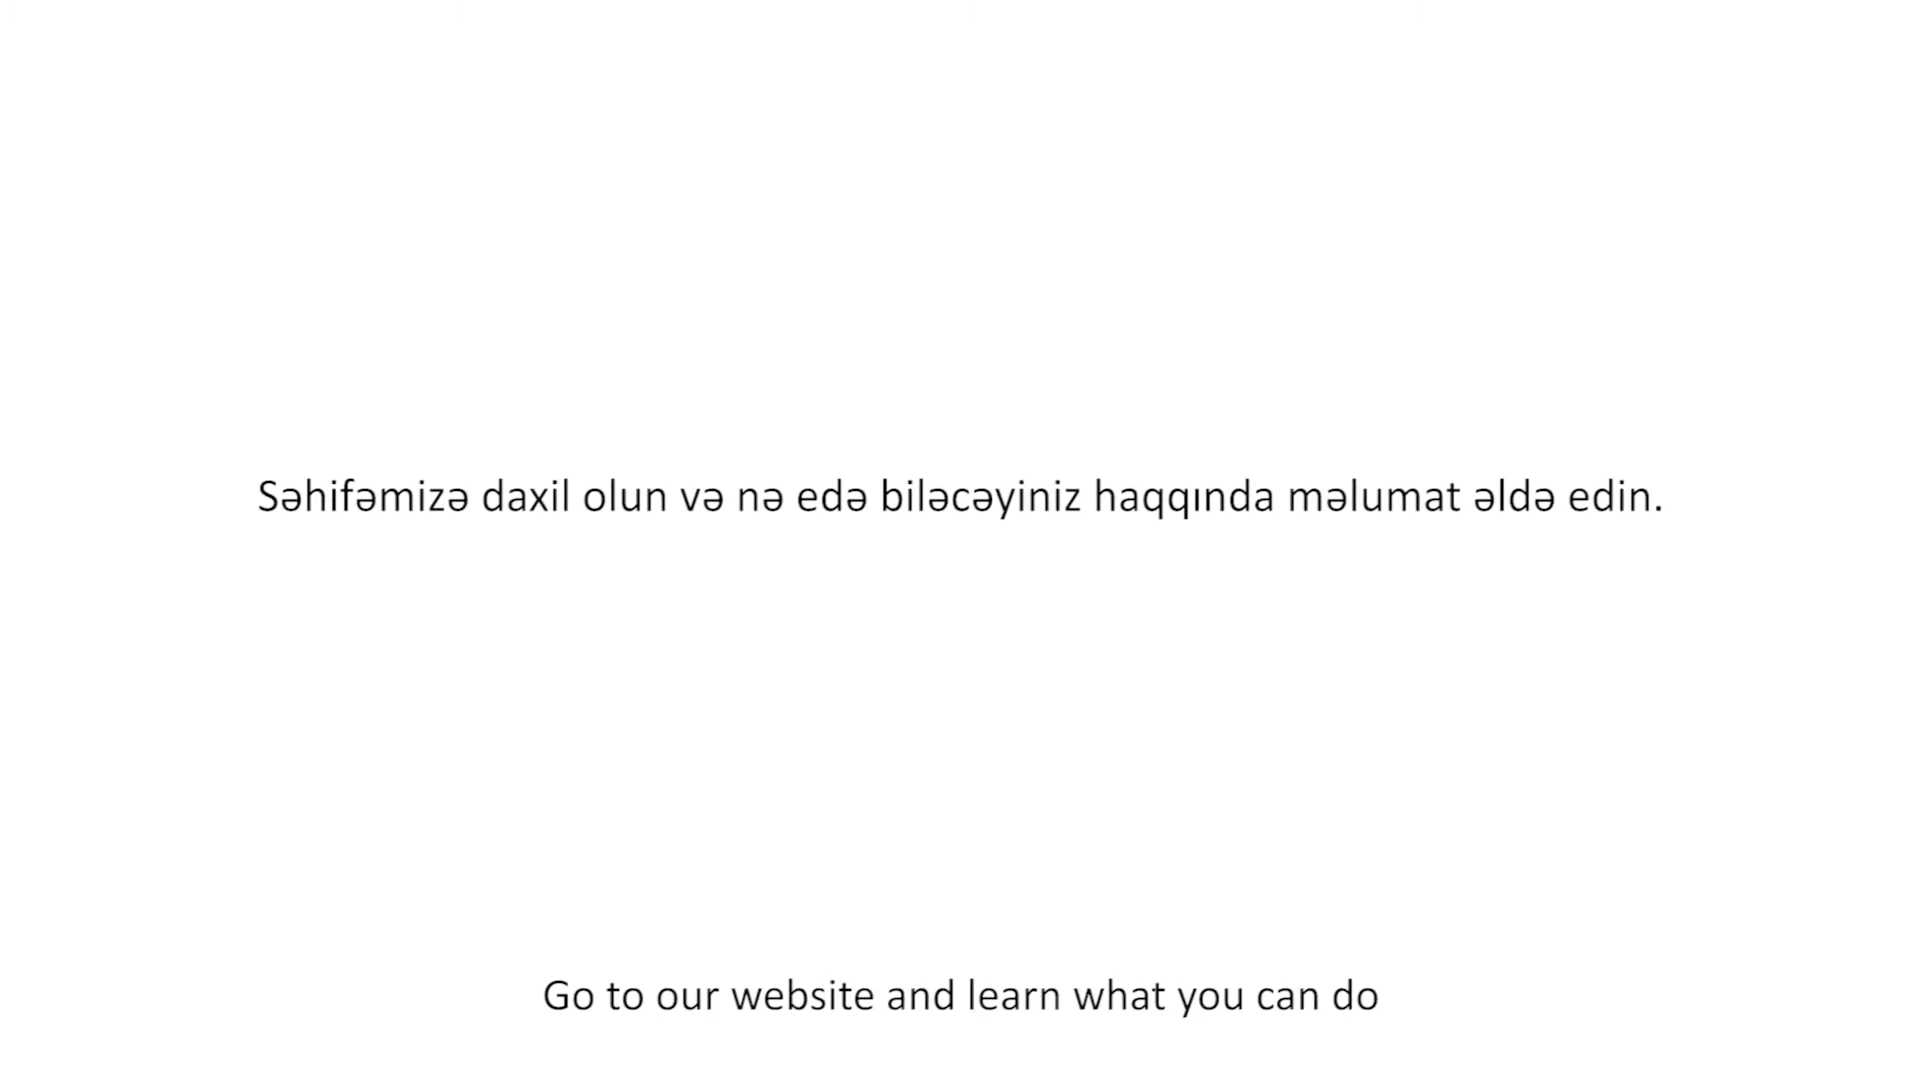 Səhifəmizə daxil olun və nə edə biləcəyiniz haqqında məlumat əldə edin.
Go to our website and learn what you can do